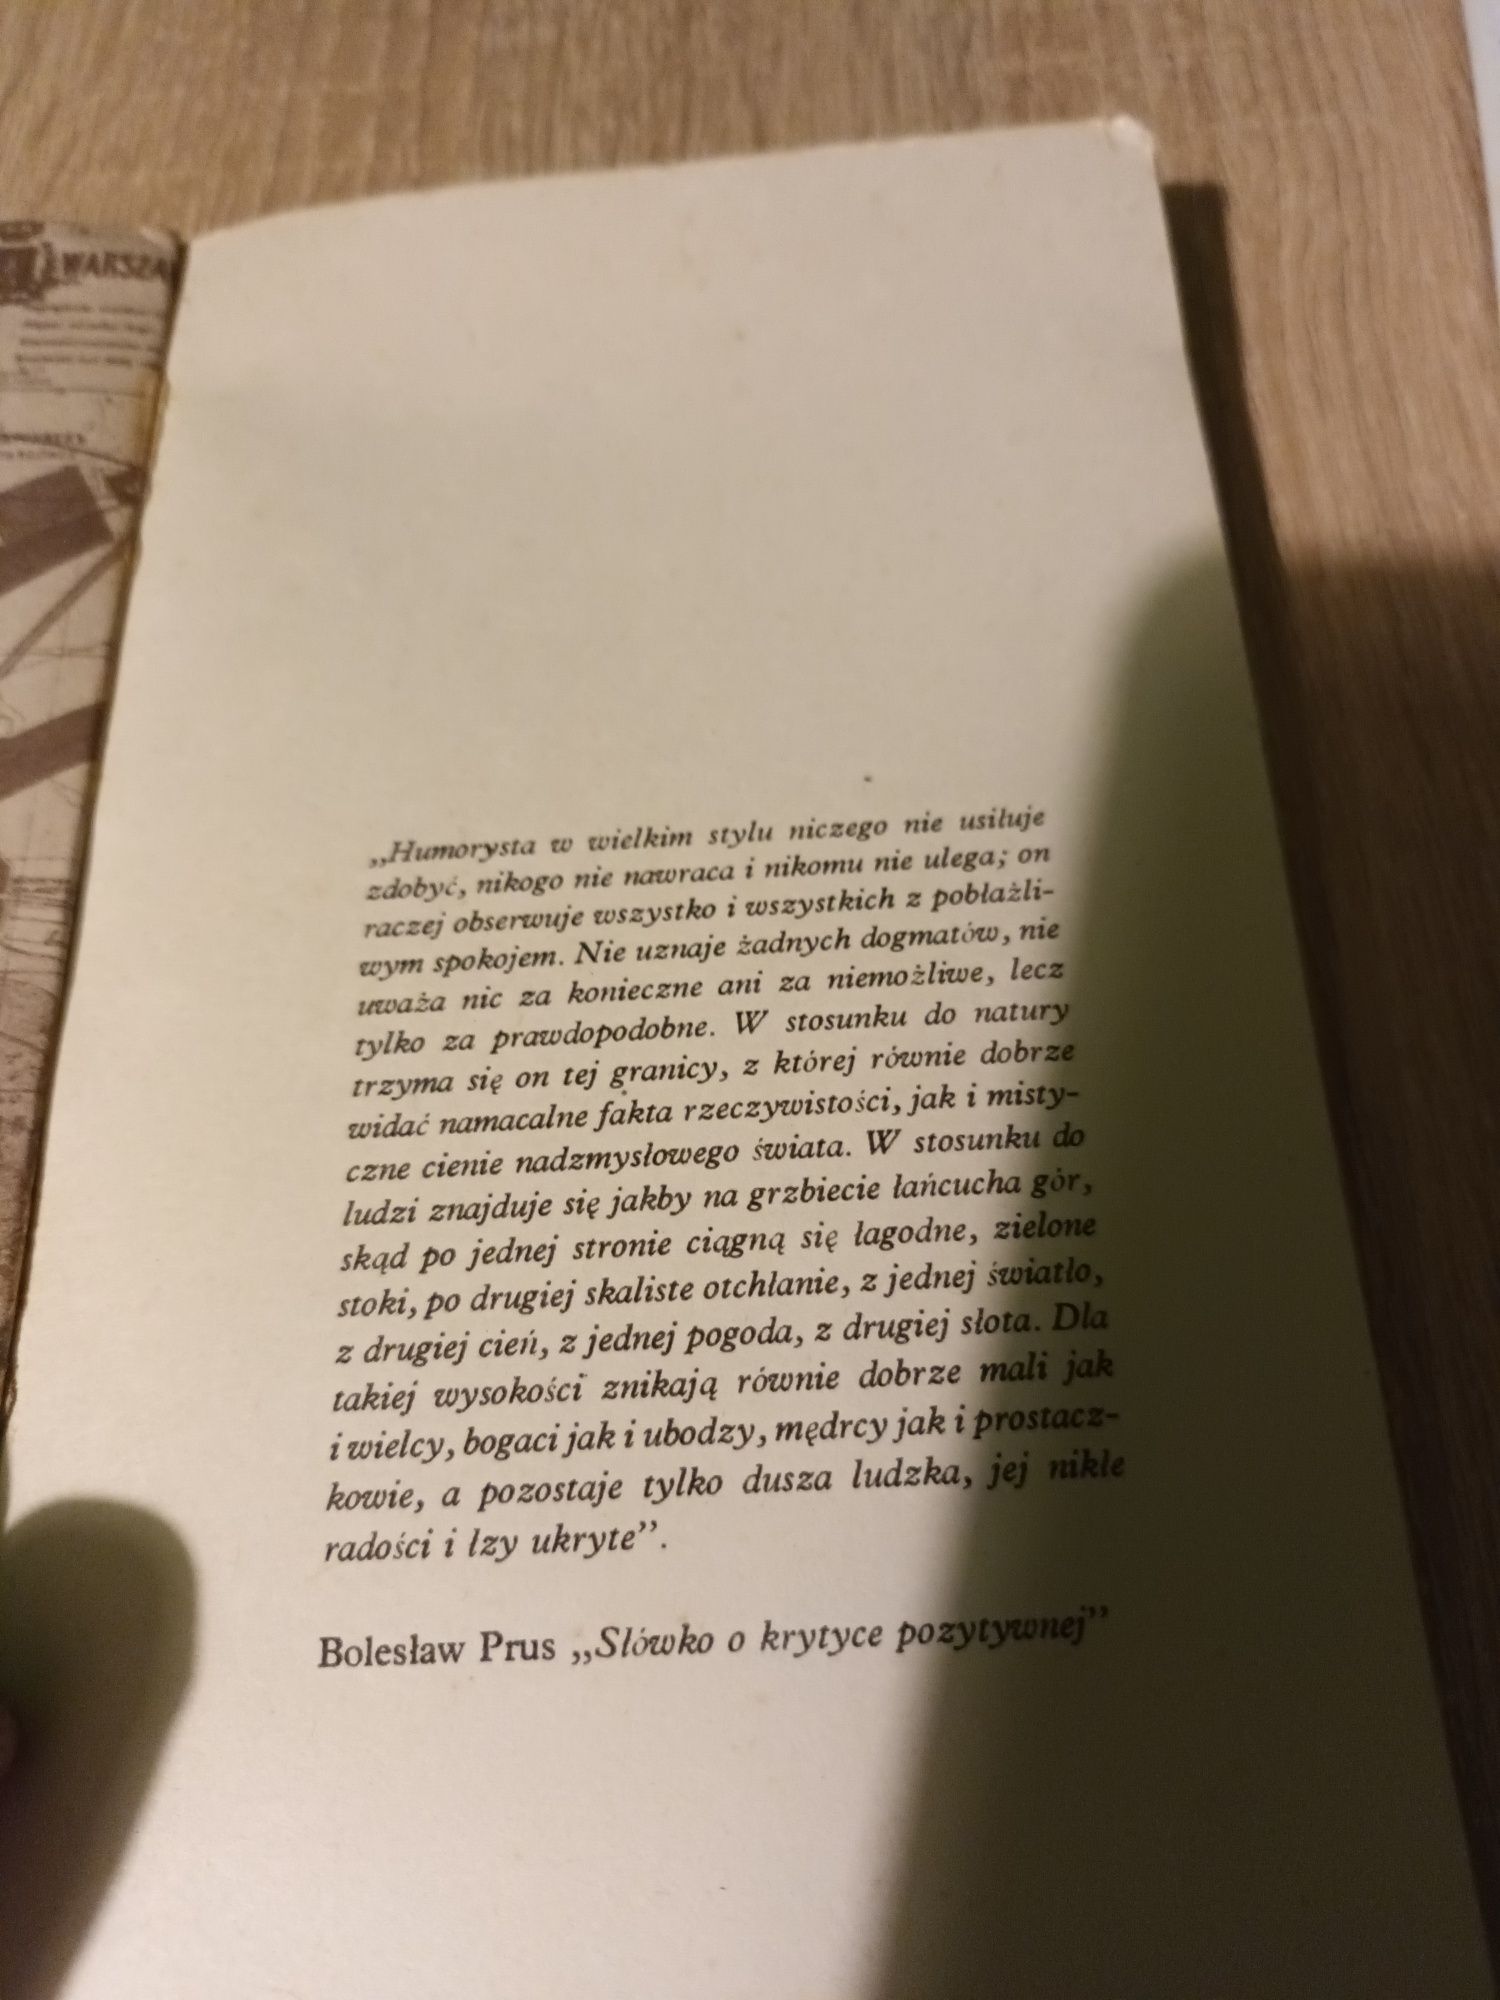 WARSZA
„Humorysta w wielkim stylu niczego nie usiłuje
zdobyć, nikogo nie nawraca i nikomu nie ulega; on
raczej obserwuje wszystko i wszystkich z pobłażli-
wym spokojem. Nie uznaje żadnych dogmatów, nie
uważa nic za konieczne ani za niemożliwe, lecz
tylko za prawdopodobne. W stosunku do natury
trzyma się on tej granicy, z której równie dobrze
widać namacalne fakta rzeczywistości, jak i misty-
czne cienie nadzmysłowego świata. W stosunku do
ludzi znajduje się jakby na grzbiecie łańcucha gór,
skąd po jednej stronie ciągną się łagodne, zielone
stoki, po drugiej skaliste otchłanie, z jednej światło,
z drugiej cień, z jednej pogoda, z drugiej słota. Dla
takiej wysokości znikają równie dobrze mali jak
i wielcy, bogaci jak i ubodzy, mędrcy jak i prostacz-
kowie, a pozostaje tylko dusza ludzka, jej nikłe
radości i łzy ukryte”.
Bolesław Prus „Słówko o krytyce pozytywnej”